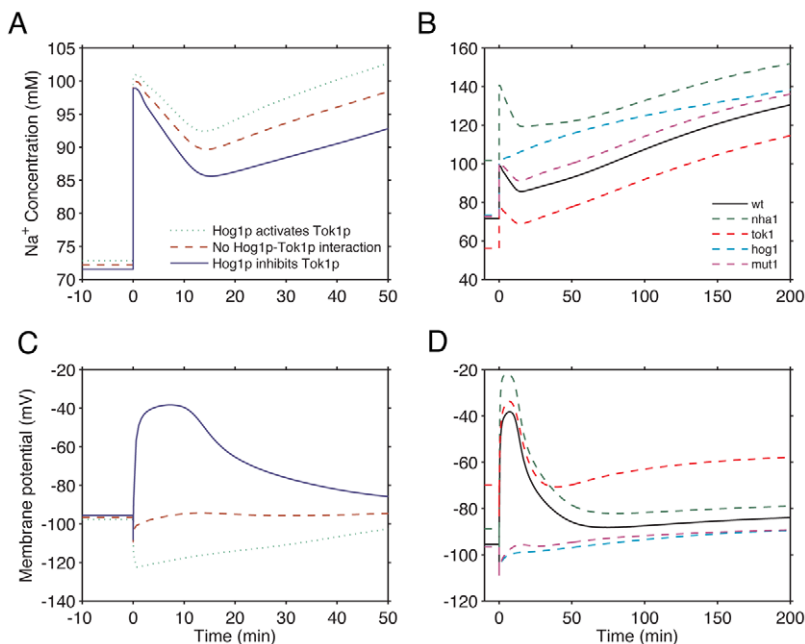 A
B
Na⁺ Concentration (mM)
105
100
95
90
85
80
75
70
Hog1p activates Tok1p
No Hog1p-Tok1p interaction
Hog1p inhibits Tok1p
-10 0 10 20 30 40 50
160
140
120
100
80
60
40
wt
nha1
tok1
hog1
mut1
0 50 100 150 200
C
D
Membrane potential (mV)
-20
-40
-60
-80
-100
-120
-140
-10 0 10 20 30 40 50
Time (min)
-20
-40
-60
-80
-100
-120
0 50 100 150 200
Time (min)